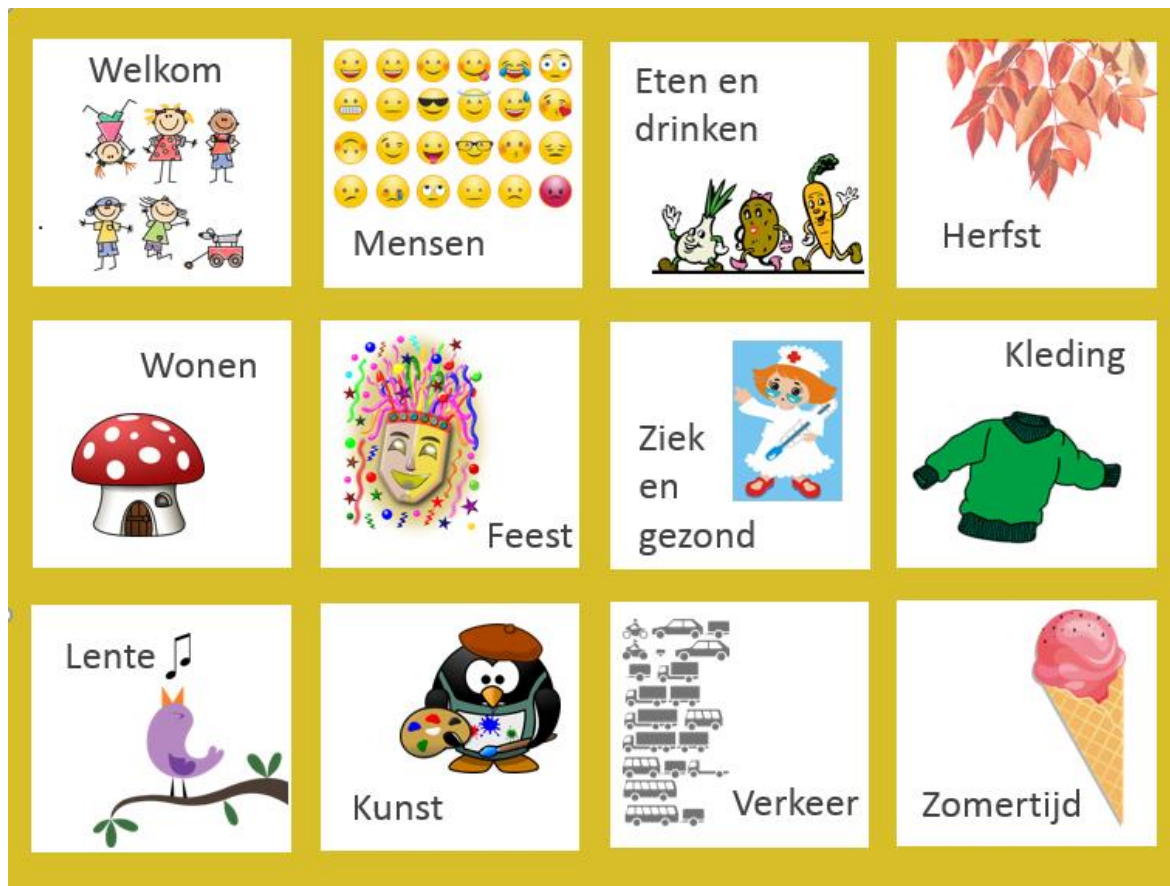 Welkom
Mensen
Eten en
drinken
Herfst
Wonen
Feest
Ziek
en
gezond
Kleding
Lente
Kunst
Verkeer
Zomertijd